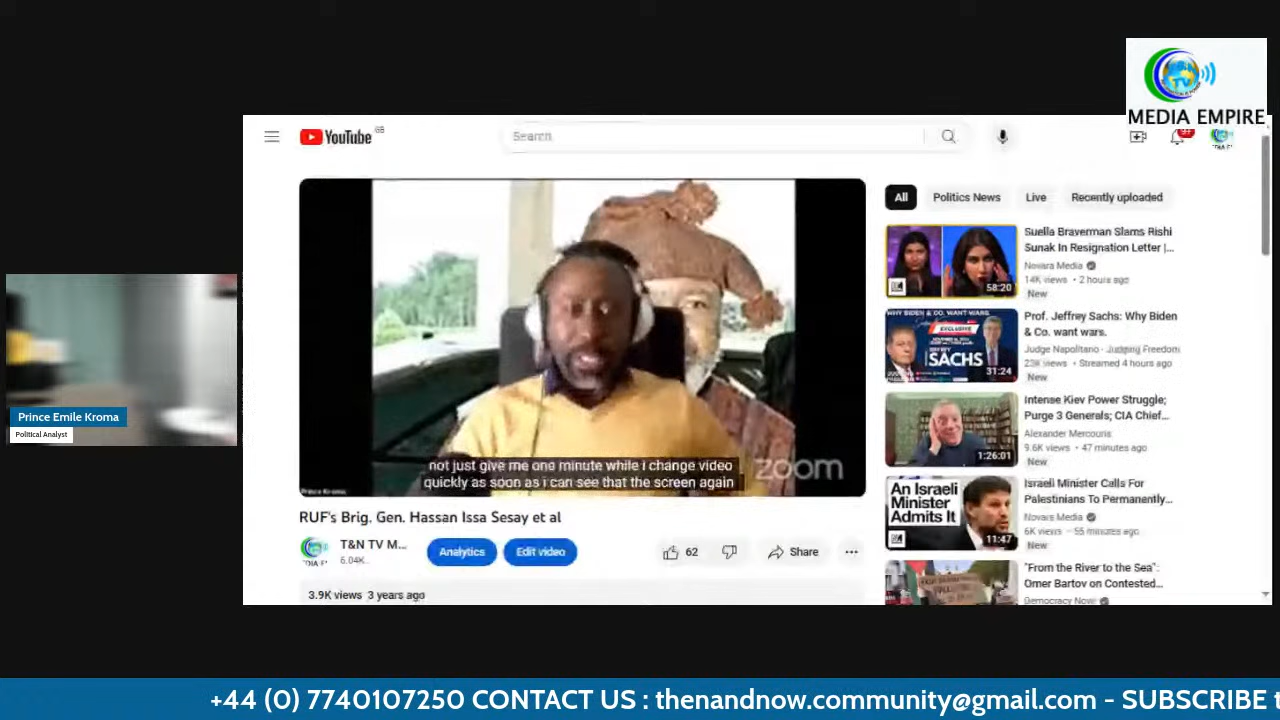 MEDIA EMPIRE
YouTube GB
Search
All
Politics News
Live
Recently uploaded
Suella Braverman Slams Rishi
Sunak In Resignation Letter |...
Novara Media
14K views • 2 hours ago
New
58:20
EXCLUSIVE
SACHS
31:24
Prof. Jeffrey Sachs: Why Biden
& Co. want wars.
Judge Napolitano - Judging Freedom
Streamed 4 hours ago
New
Intense Kiev Power Struggle;
Purge 3 Generals; CIA Chief...
Alexander Mercouris
9.6K views • 47 minutes ago
New
1:26:01
An Israeli
Minister
Admits It
11:47
Israeli Minister Calls For
Palestinians To Permanently...
Novara Media
6K views • 55 minutes ago
New
"From the River to the Sea":
Omer Bartov on Contested...
Democracy Now!
not just give me one minute while i change video
quickly as soon as i can see that the screen again
zoom
RUF's Brig. Gen. Hassan Issa Sesay et al
T&N TV M...
6.04K
Analytics
Edit video
62
Share
3.9K views 3 years ago
Prince Emile Kroma
Political Analyst
+44 (0) 7740107250 CONTACT US : thenandnow.community@gmail.com - SUBSCRIBE t